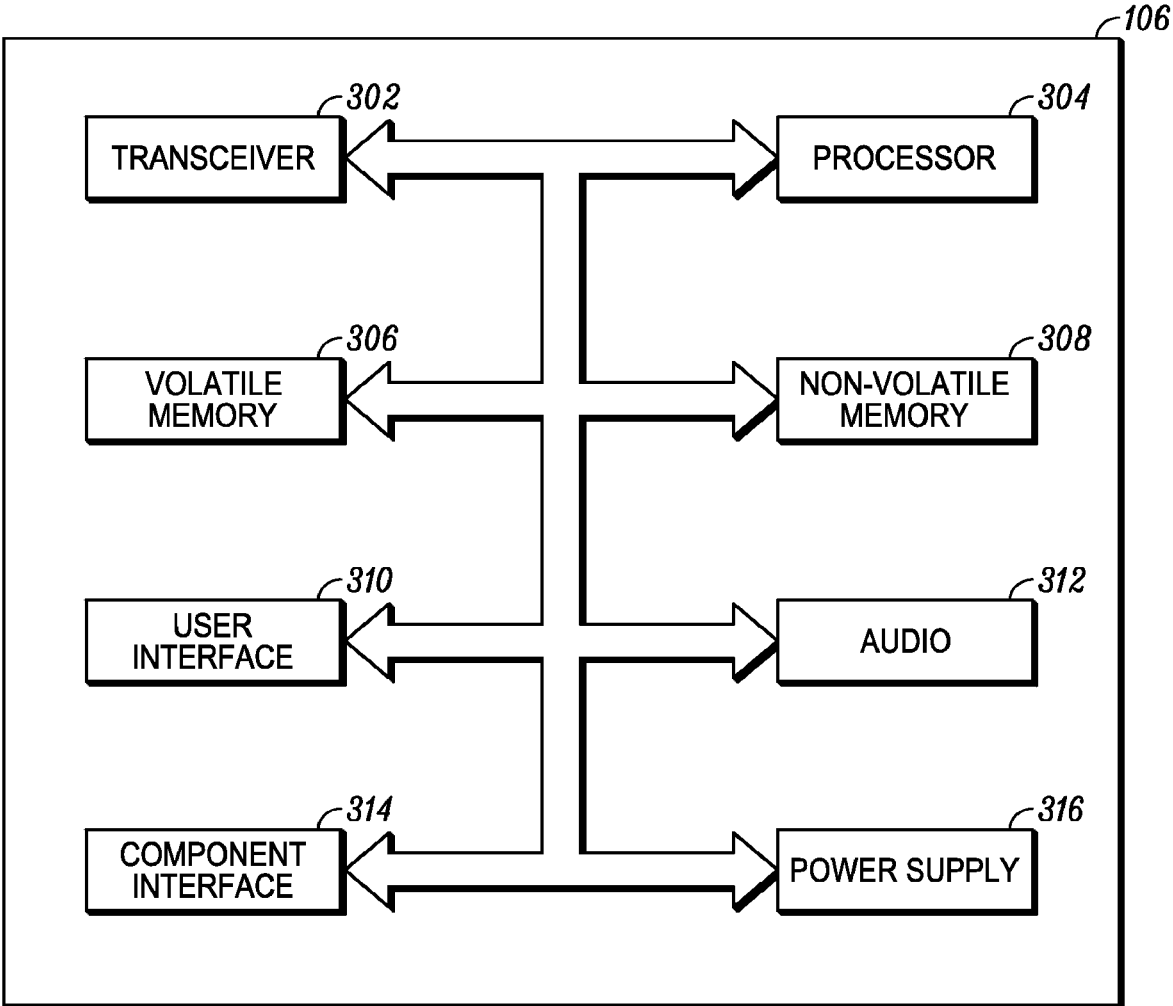 106
302
304
TRANSCEIVER
PROCESSOR
306
308
VOLATILE
MEMORY
NON-VOLATILE
MEMORY
310
312
USER
INTERFACE
AUDIO
314
316
COMPONENT
INTERFACE
POWER SUPPLY